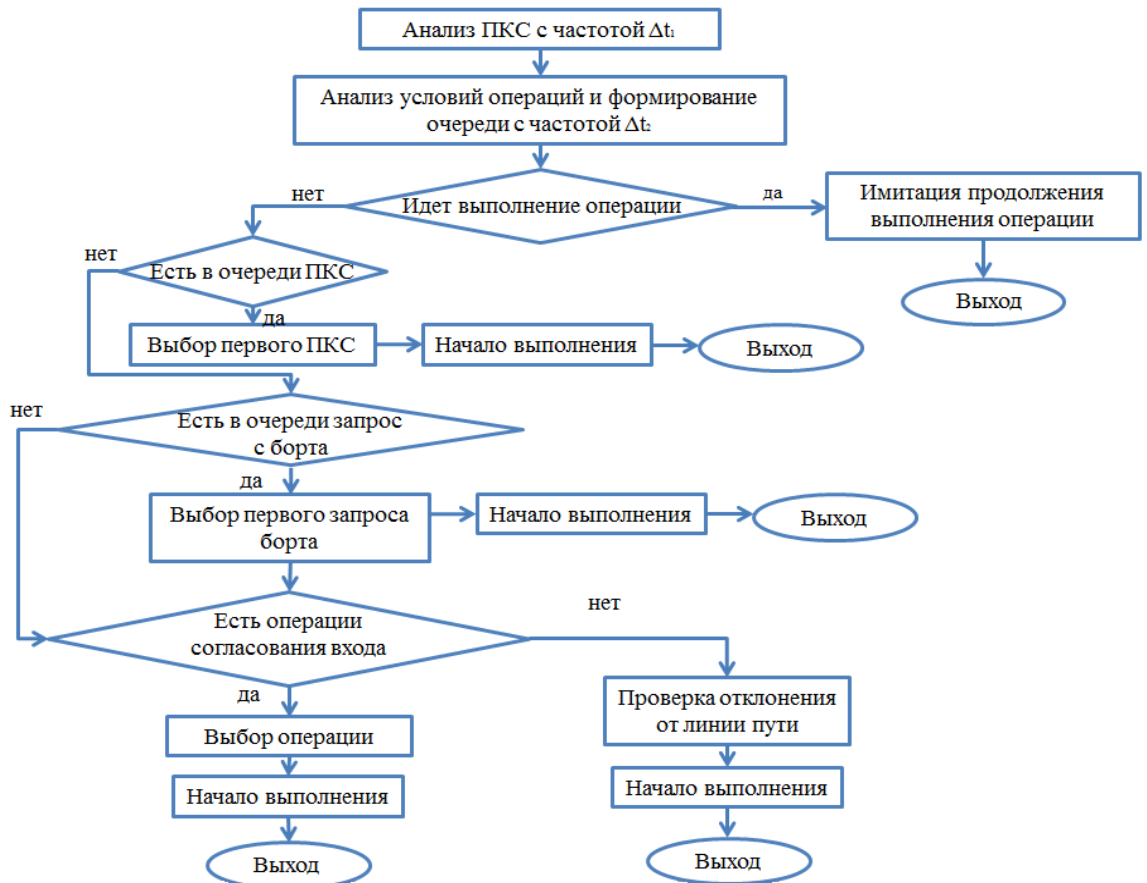 Анализ ПКС с частотой Δt₁
Анализ условий операций и формирование
очереди с частотой Δt₂
нет
Идет выполнение операции
да
Имитация продолжения
выполнения операции
Выход
нет
Есть в очереди ПКС
да
Выбор первого ПКС
Начало выполнения
Выход
нет
Есть в очереди запрос
с борта
да
Выбор первого запроса
борта
Начало выполнения
Выход
Есть операции
согласования входа
нет
да
Выбор операции
Начало выполнения
Выход
Проверка отклонения
от линии пути
Начало выполнения
Выход